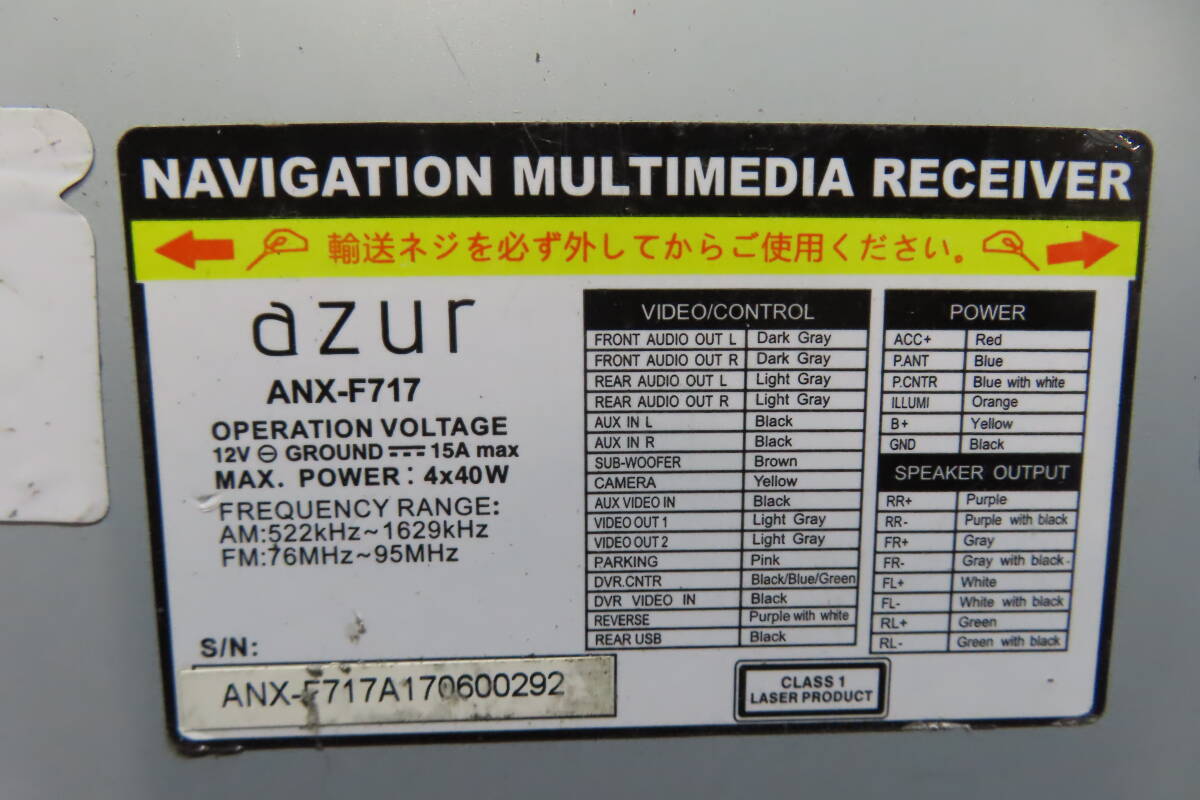 NAVIGATION MULTIMEDIA RECEIVER
輸送ネジを必ず外してからご使用ください。
azur
ANX-F717
OPERATION VOLTAGE
12V ⊖ GROUND ⎓ 15A max
MAX. POWER: 4x40W
FREQUENCY RANGE:
AM:522kHz~1629kHz
FM:76MHz~95MHz
S/N:
ANX-F717A170600292
VIDEO/CONTROL
FRONT AUDIO OUT L Dark Gray
FRONT AUDIO OUT R Dark Gray
REAR AUDIO OUT L Light Gray
REAR AUDIO OUT R Light Gray
AUX IN L Black
AUX IN R Black
SUB-WOOFER Brown
CAMERA Yellow
AUX VIDEO IN Black
VIDEO OUT 1 Light Gray
VIDEO OUT 2 Light Gray
PARKING Pink
DVR.CNTR Black/Blue/Green
DVR VIDEO IN Black
REVERSE Purple with white
REAR USB Black
POWER
ACC+ Red
P.ANT Blue
P.CNTR Blue with white
ILLUMI Orange
B+ Yellow
GND Black
SPEAKER OUTPUT
RR+ Purple
RR- Purple with black
FR+ Gray
FR- Gray with black
FL+ White
FL- White with black
RL+ Green
RL- Green with black
CLASS 1
LASER PRODUCT